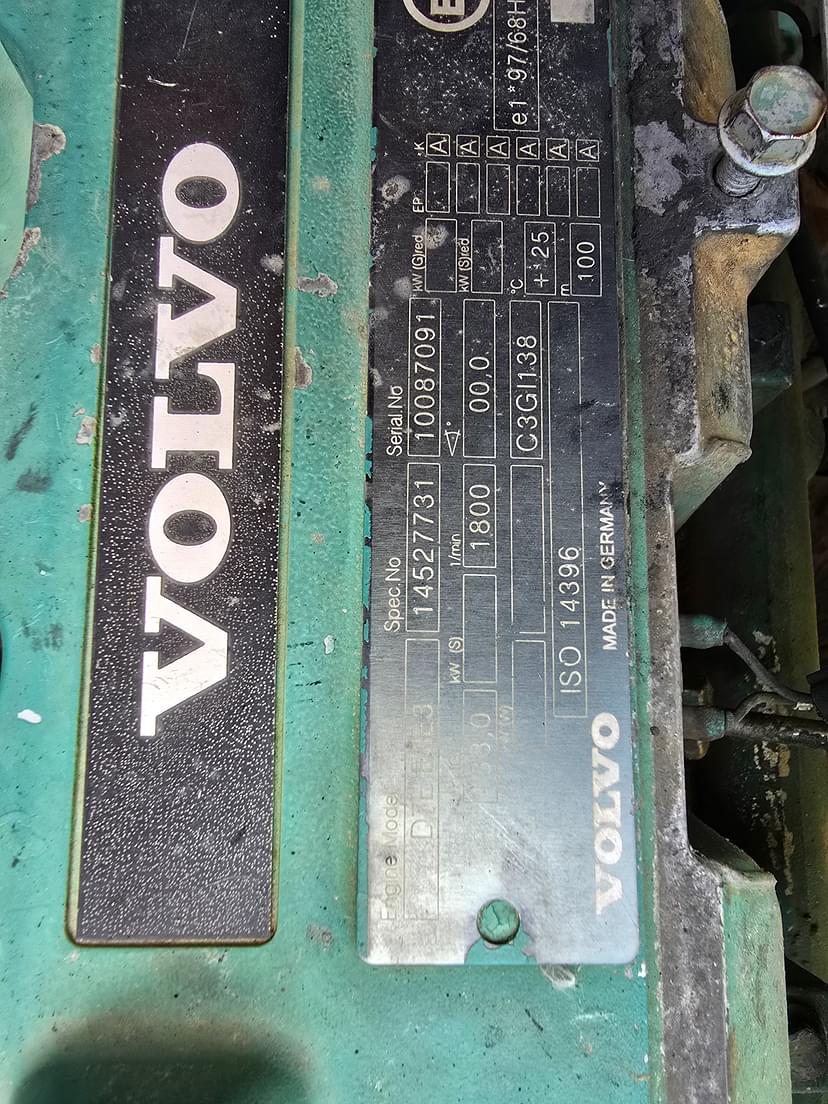 VOLVO
Engine Model Spec.No Serial.No kW (G)red EP °K
14527731 10087091 A
kW (S) 1/min kW (S)red
1800 00,0 A
A
°C
C3GI138 +25 A
m
ISO 14396 100 A
A
e1*97/68H
VOLVO MADE IN GERMANY